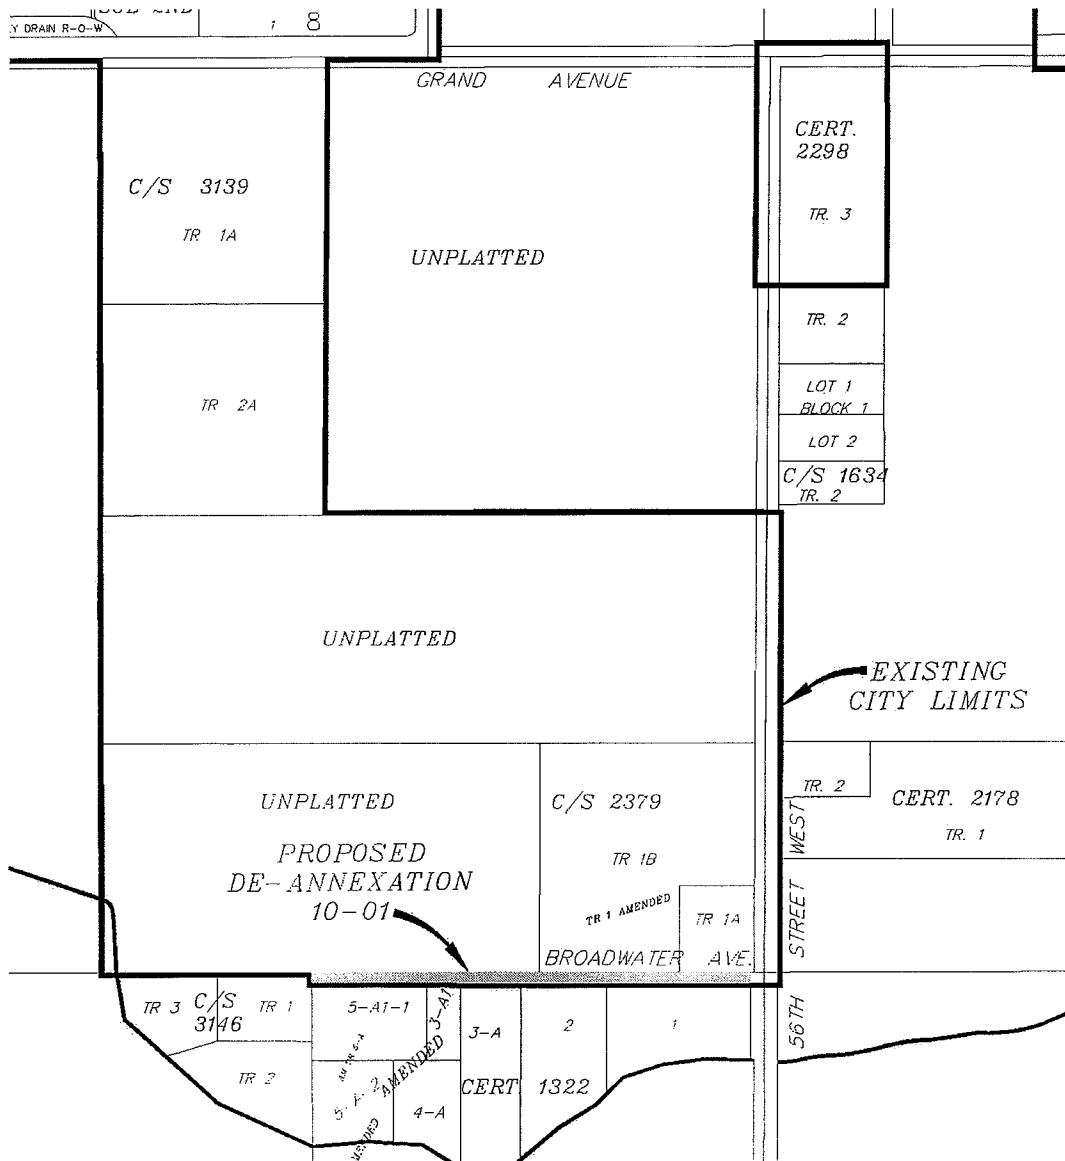 Y DRAIN R-O-W
SUB 2ND
1 8
GRAND AVENUE
CERT.
2298
TR. 3
C/S 3139
TR 1A
UNPLATTED
TR. 2
LOT 1
BLOCK 1
LOT 2
C/S 1634
TR. 2
TR 2A
UNPLATTED
EXISTING
CITY LIMITS
UNPLATTED
C/S 2379
TR 1B
TR 1 AMENDED
TR 1A
TR. 2
CERT. 2178
TR. 1
PROPOSED
DE-ANNEXATION
10-01
BROADWATER AVE.
56TH STREET WEST
TR 3
C/S
3146
TR 1
TR 2
5-A1-1
3-A1
AMENDED
4-A
3-A
2
1
CERT 1322